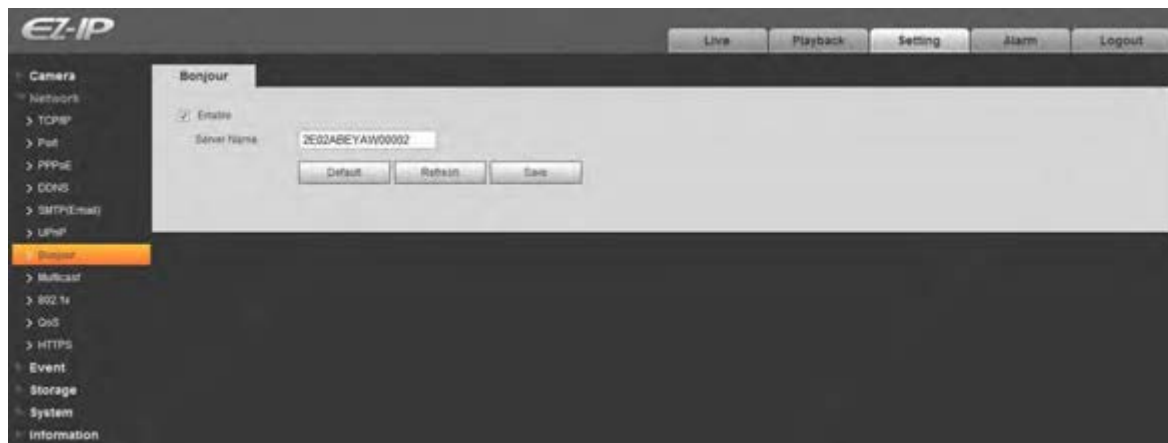 EZ-IP
Live Playback Setting Alarm Logout
Camera
Network
> TCP/IP
> Port
> PPPoE
> DDNS
> SMTP(Email)
> UPnP
> Bonjour
> Multicast
> 802.1x
> QoS
> HTTPS
Event
Storage
System
Information
Bonjour
Enable
Server Name 2E02ABEYAW00002
Default Refresh Save